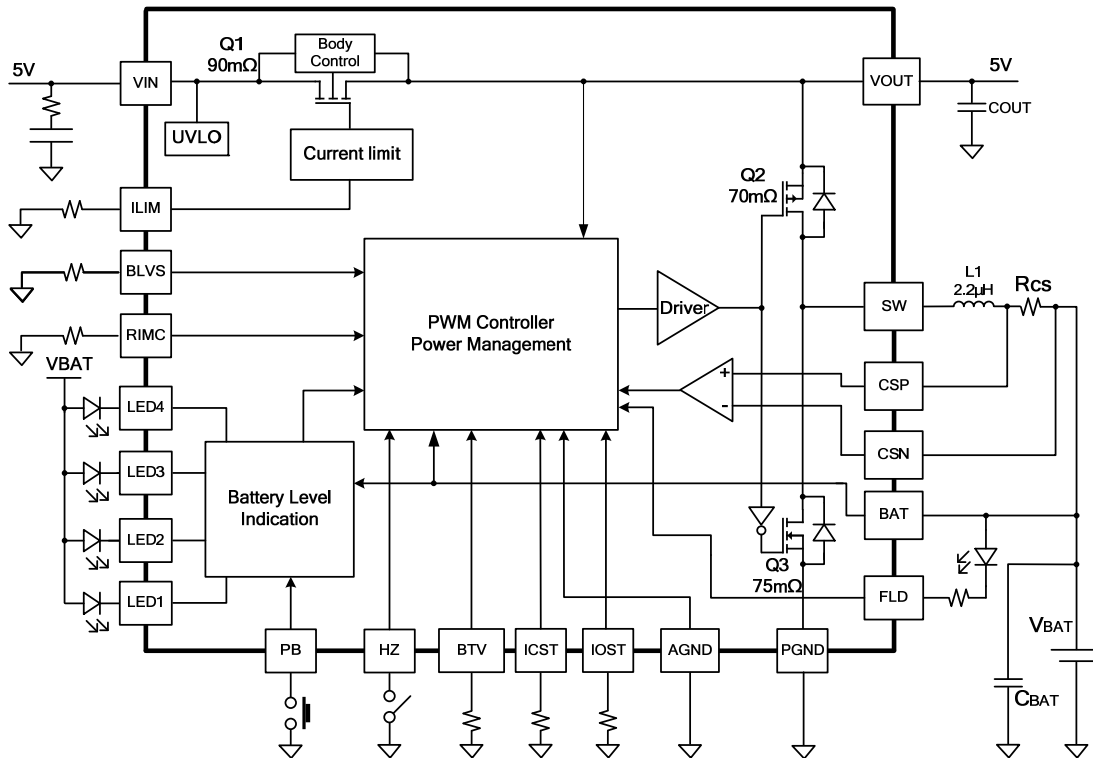 Q1
90mΩ
Body
Control
5V
VIN
VOUT
5V
COUT
UVLO
Current limit
Q2
70mΩ
ILIM
BLVS
L1
2.2µH
Rcs
SW
Driver
PWM Controller
Power Management
RIMC
VBAT
+
-
CSP
LED4
CSN
LED3
Battery Level
Indication
BAT
LED2
Q3
75mΩ
LED1
FLD
VBAT
PB
HZ
BTV
ICST
IOST
AGND
PGND
CBAT